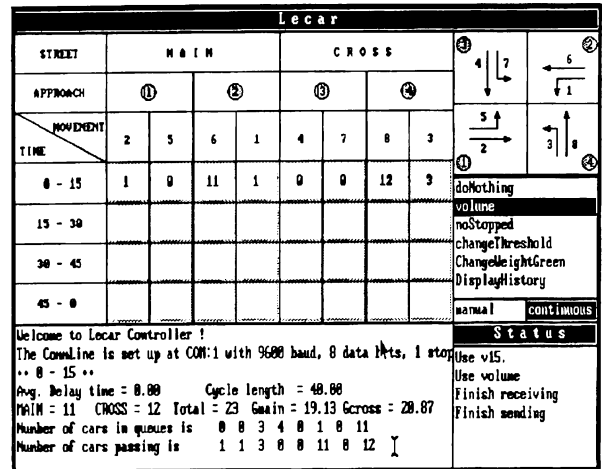 Lecar
STREET MAIN CROSS
APPROACH 1 2 3 4
MOVEMENT
TIME
2 5 6 1 4 7 8 3
0 - 15 1 0 11 1 0 0 12 3
15 - 30
30 - 45
45 - 0
3 4 7
2 6 1
5 2 1
3 8 4
doNothing
volume
noStopped
changeThreshold
ChangeWeightGreen
DisplayHistory
manual continuous
Status
Use v15.
Use volume
Finish receiving
Finish sending
Welcome to Lecar Controller !
The CommLine is set up at COM:1 with 9600 baud, 8 data bits, 1 stop
** 0 - 15 **
Avg. Delay time = 0.00 Cycle length = 40.00
MAIN = 11 CROSS = 12 Total = 23 Gmain = 19.13 Gcross = 20.87
Number of cars in queues is 0 0 3 4 0 1 0 11
Number of cars passing is 1 1 3 0 0 11 0 12